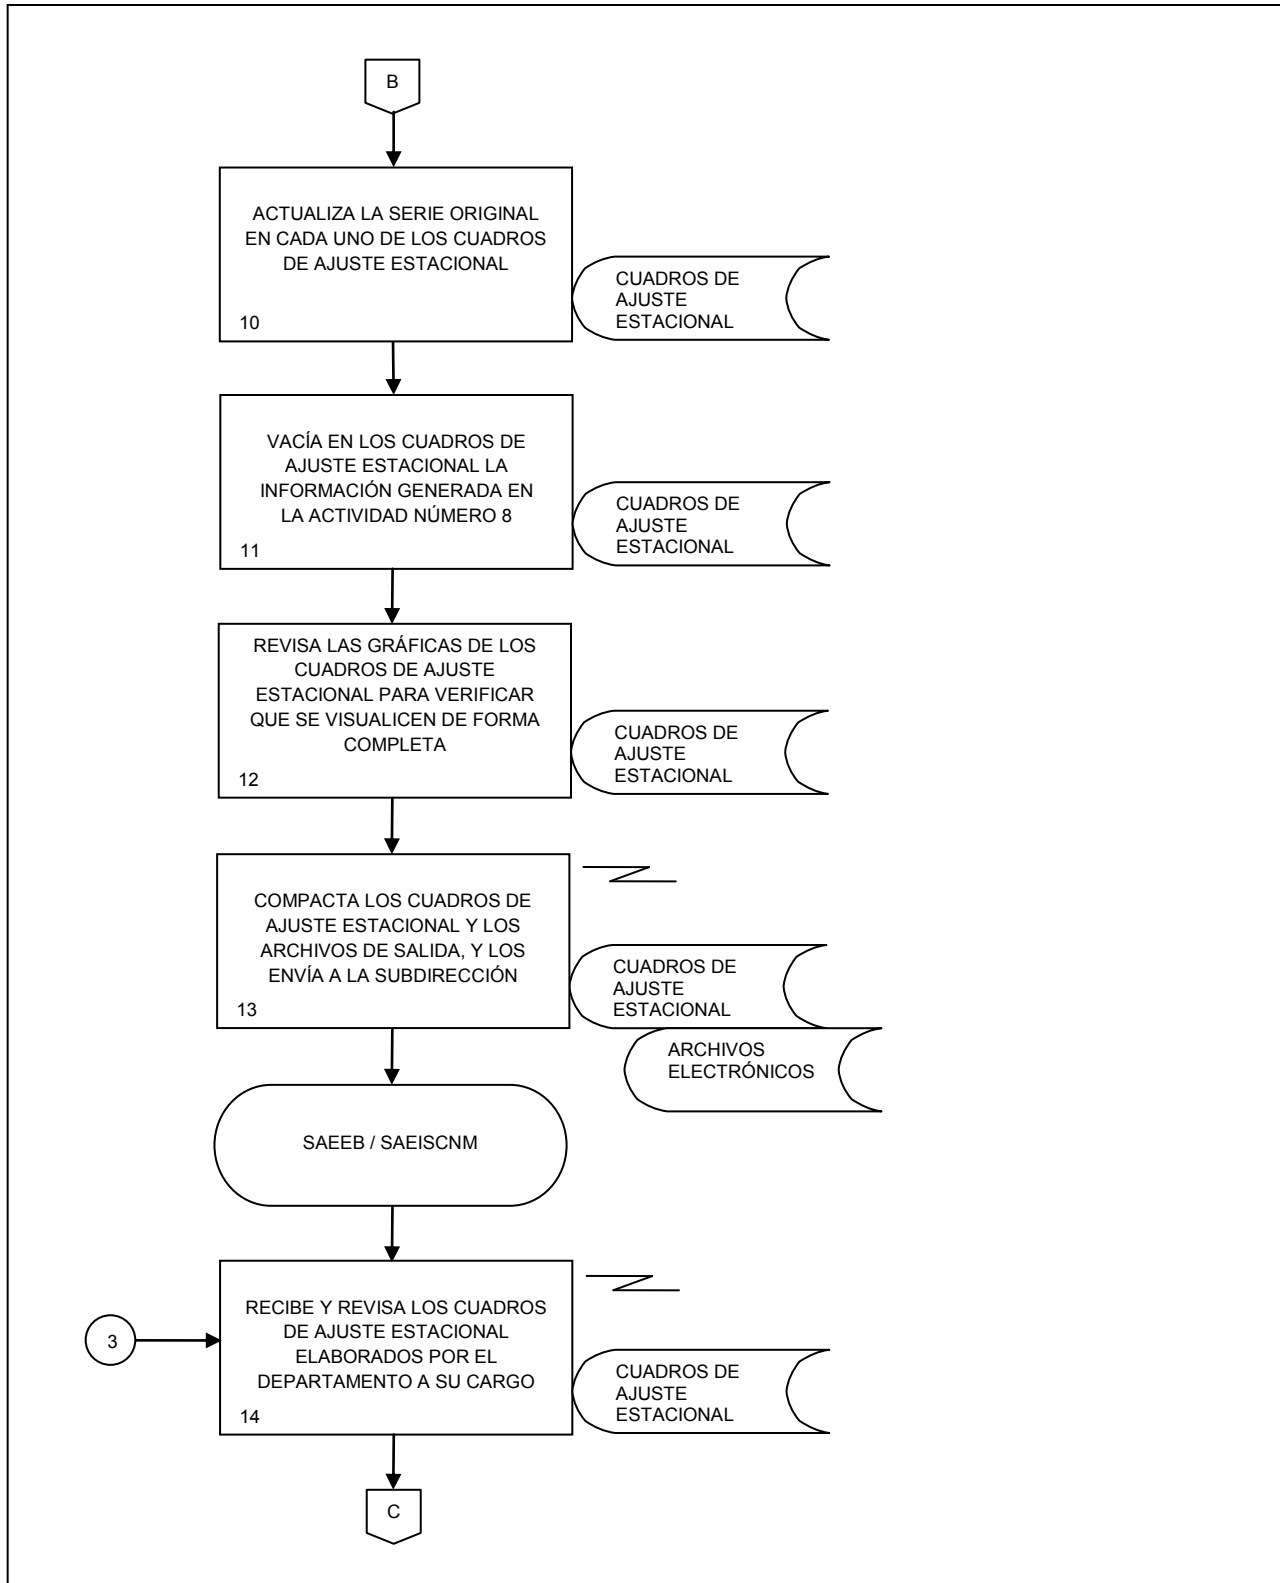 B
ACTUALIZA LA SERIE ORIGINAL
EN CADA UNO DE LOS CUADROS
DE AJUSTE ESTACIONAL
10
CUADROS DE
AJUSTE
ESTACIONAL
VACÍA EN LOS CUADROS DE
AJUSTE ESTACIONAL LA
INFORMACIÓN GENERADA EN
LA ACTIVIDAD NÚMERO 8
11
CUADROS DE
AJUSTE
ESTACIONAL
REVISA LAS GRÁFICAS DE LOS
CUADROS DE AJUSTE
ESTACIONAL PARA VERIFICAR
QUE SE VISUALICEN DE FORMA
COMPLETA
12
CUADROS DE
AJUSTE
ESTACIONAL
COMPACTA LOS CUADROS DE
AJUSTE ESTACIONAL Y LOS
ARCHIVOS DE SALIDA, Y LOS
ENVÍA A LA SUBDIRECCIÓN
13
CUADROS DE
AJUSTE
ESTACIONAL
ARCHIVOS
ELECTRÓNICOS
SAEEB / SAEISCNM
3
RECIBE Y REVISA LOS CUADROS
DE AJUSTE ESTACIONAL
ELABORADOS POR EL
DEPARTAMENTO A SU CARGO
14
CUADROS DE
AJUSTE
ESTACIONAL
C